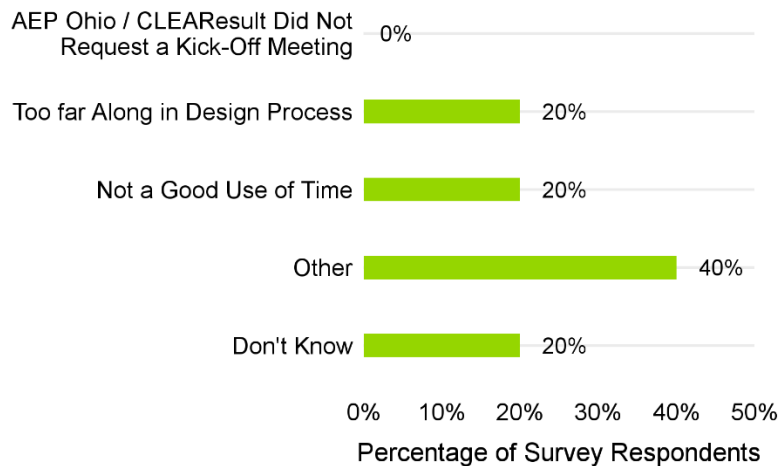 AEP Ohio / CLEAResult Did Not
Request a Kick-Off Meeting
0%
Too far Along in Design Process
20%
Not a Good Use of Time
20%
Other
40%
Don't Know
20%
0% 10% 20% 30% 40% 50%
Percentage of Survey Respondents